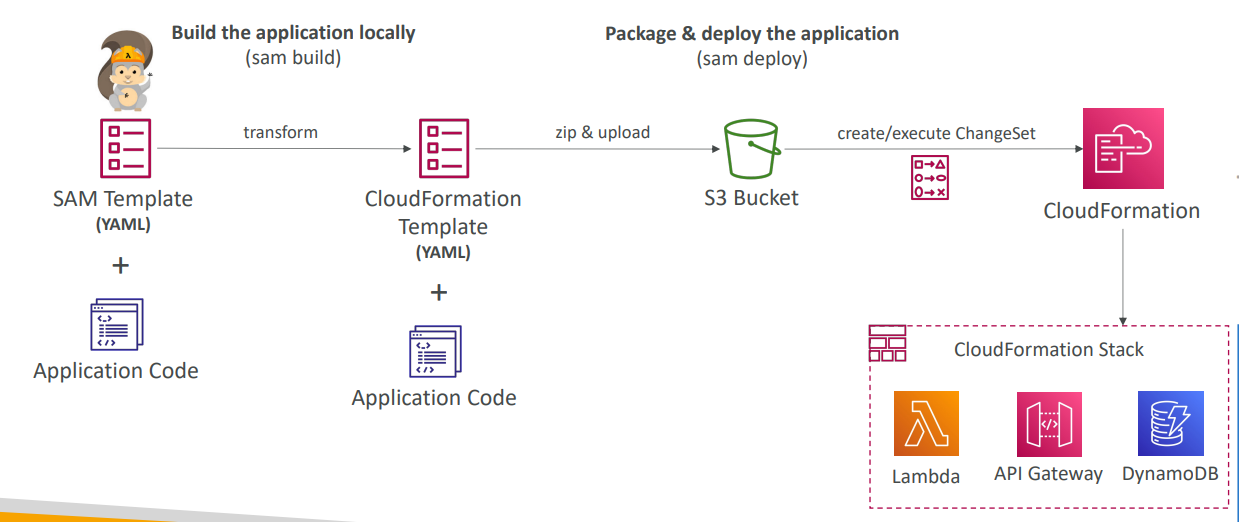 Build the application locally
(sam build)
Package & deploy the application
(sam deploy)
transform
zip & upload
create/execute ChangeSet
SAM Template
(YAML)
+
Application Code
CloudFormation
Template
(YAML)
+
Application Code
S3 Bucket
CloudFormation
CloudFormation Stack
Lambda
API Gateway
DynamoDB